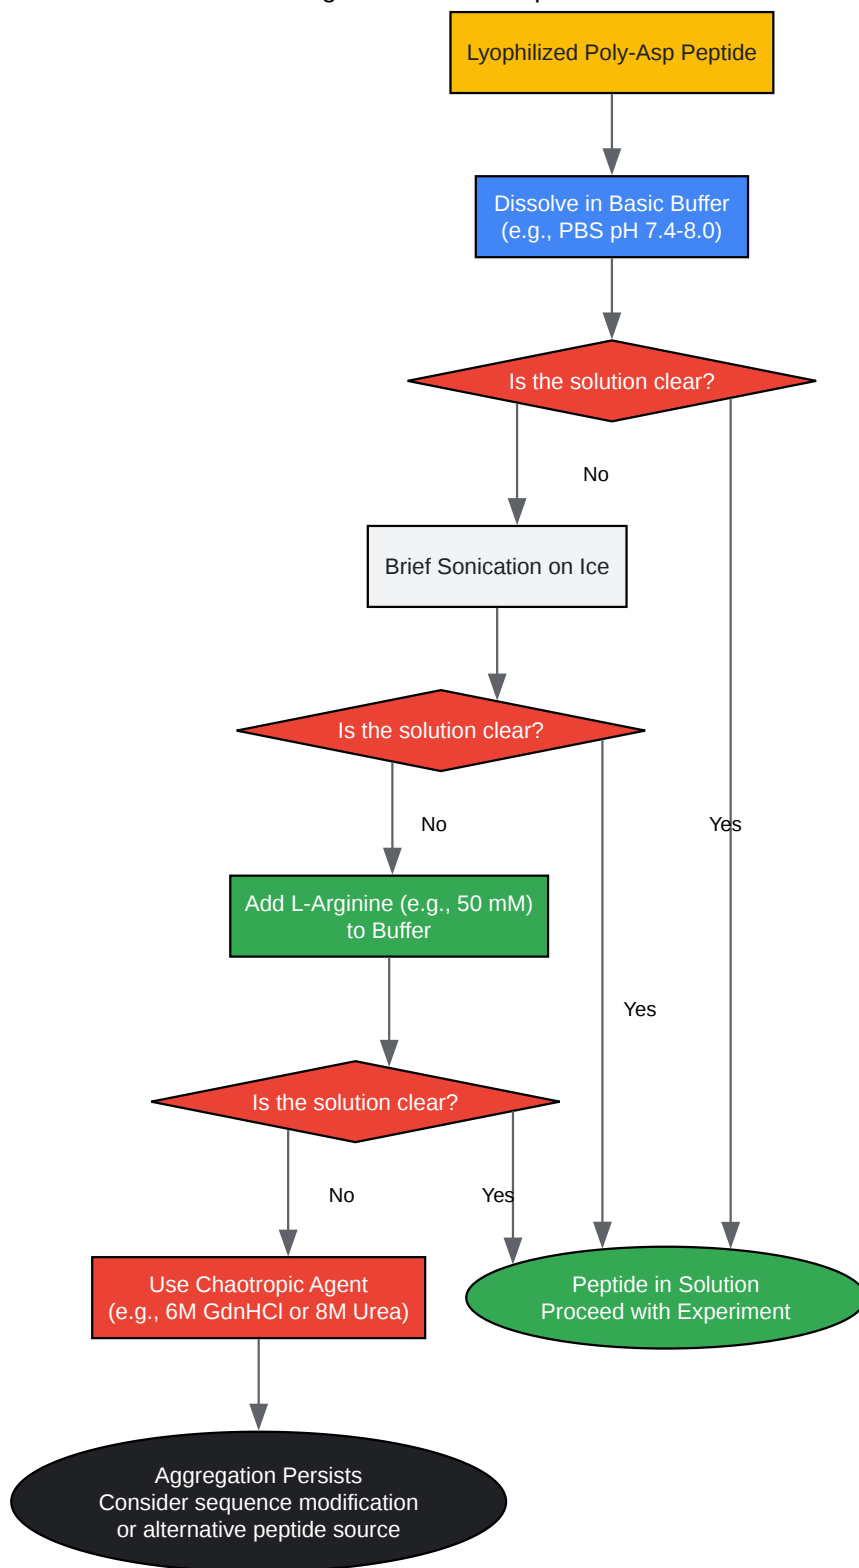 Lyophilized Poly-Asp Peptide
Dissolve in Basic Buffer
(e.g., PBS pH 7.4-8.0)
Is the solution clear?
No
Brief Sonication on Ice
Is the solution clear?
No
Yes
Add L-Arginine (e.g., 50 mM)
to Buffer
Yes
Is the solution clear?
No
Yes
Use Chaotropic Agent
(e.g., 6M GdnHCl or 8M Urea)
Peptide in Solution
Proceed with Experiment
Aggregation Persists
Consider sequence modification
or alternative peptide source